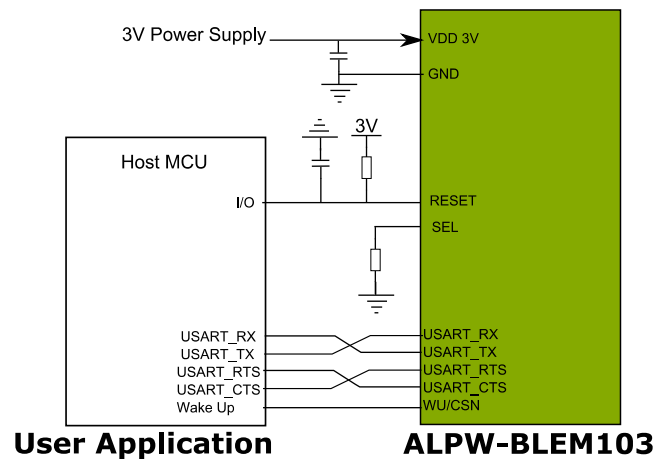 3V Power Supply
VDD 3V
GND
3V
Host MCU
I/O
RESET
SEL
USART_RX
USART_TX
USART_RTS
USART_CTS
Wake Up
USART_RX
USART_TX
USART_RTS
USART_CTS
WU/CSN
User Application
ALPW-BLEM103